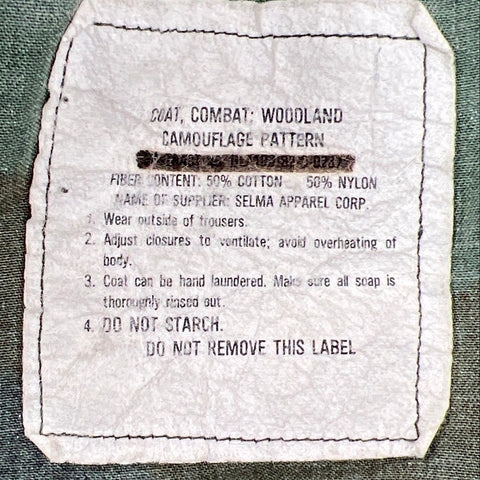 COAT, COMBAT: WOODLAND
CAMOUFLAGE PATTERN
FIBER CONTENT: 50% COTTON 50% NYLON
NAME OF SUPPLIER: SELMA APPAREL CORP.
1. Wear outside of trousers.
2. Adjust closures to ventilate; avoid overheating of
body.
3. Coat can be hand laundered. Make sure all soap is
thoroughly rinsed out.
4. DO NOT STARCH.
DO NOT REMOVE THIS LABEL